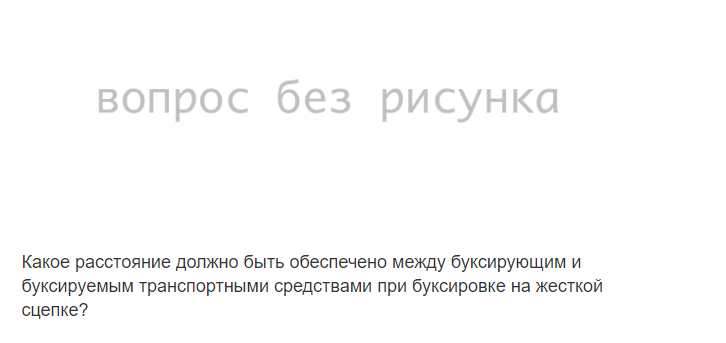 вопрос без рисунка
Какое расстояние должно быть обеспечено между буксирующим и
буксируемым транспортными средствами при буксировке на жесткой
сцепке?